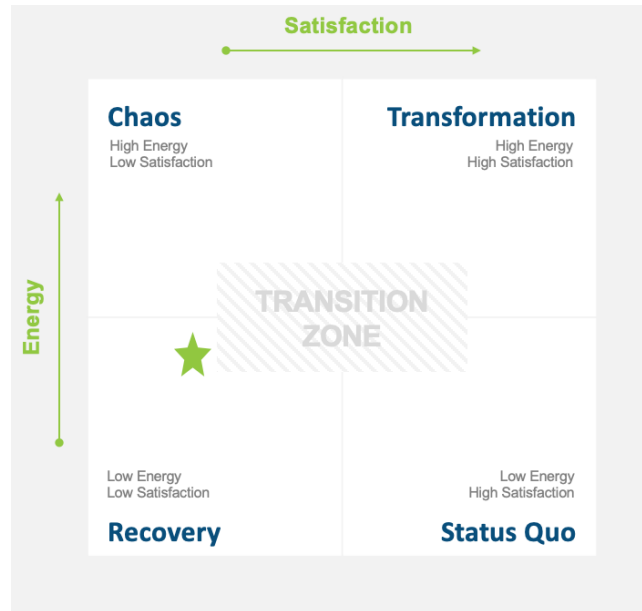 Satisfaction
Chaos
High Energy
Low Satisfaction
Transformation
High Energy
High Satisfaction
Energy
TRANSITION
ZONE
Low Energy
Low Satisfaction
Recovery
Low Energy
High Satisfaction
Status Quo